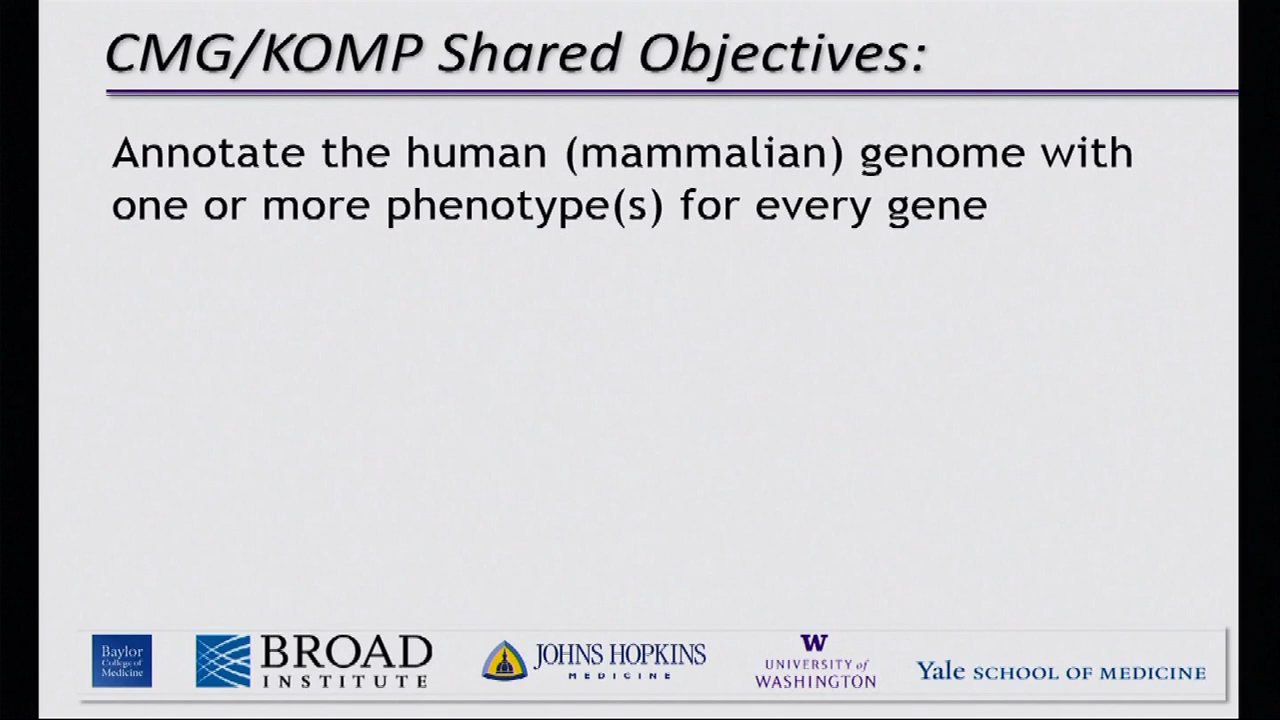 CMG/KOMP Shared Objectives:
Annotate the human (mammalian) genome with
one or more phenotype(s) for every gene
Baylor
College of
Medicine
BROAD
INSTITUTE
JOHNS HOPKINS
MEDICINE
W
UNIVERSITY of
WASHINGTON
Yale SCHOOL OF MEDICINE